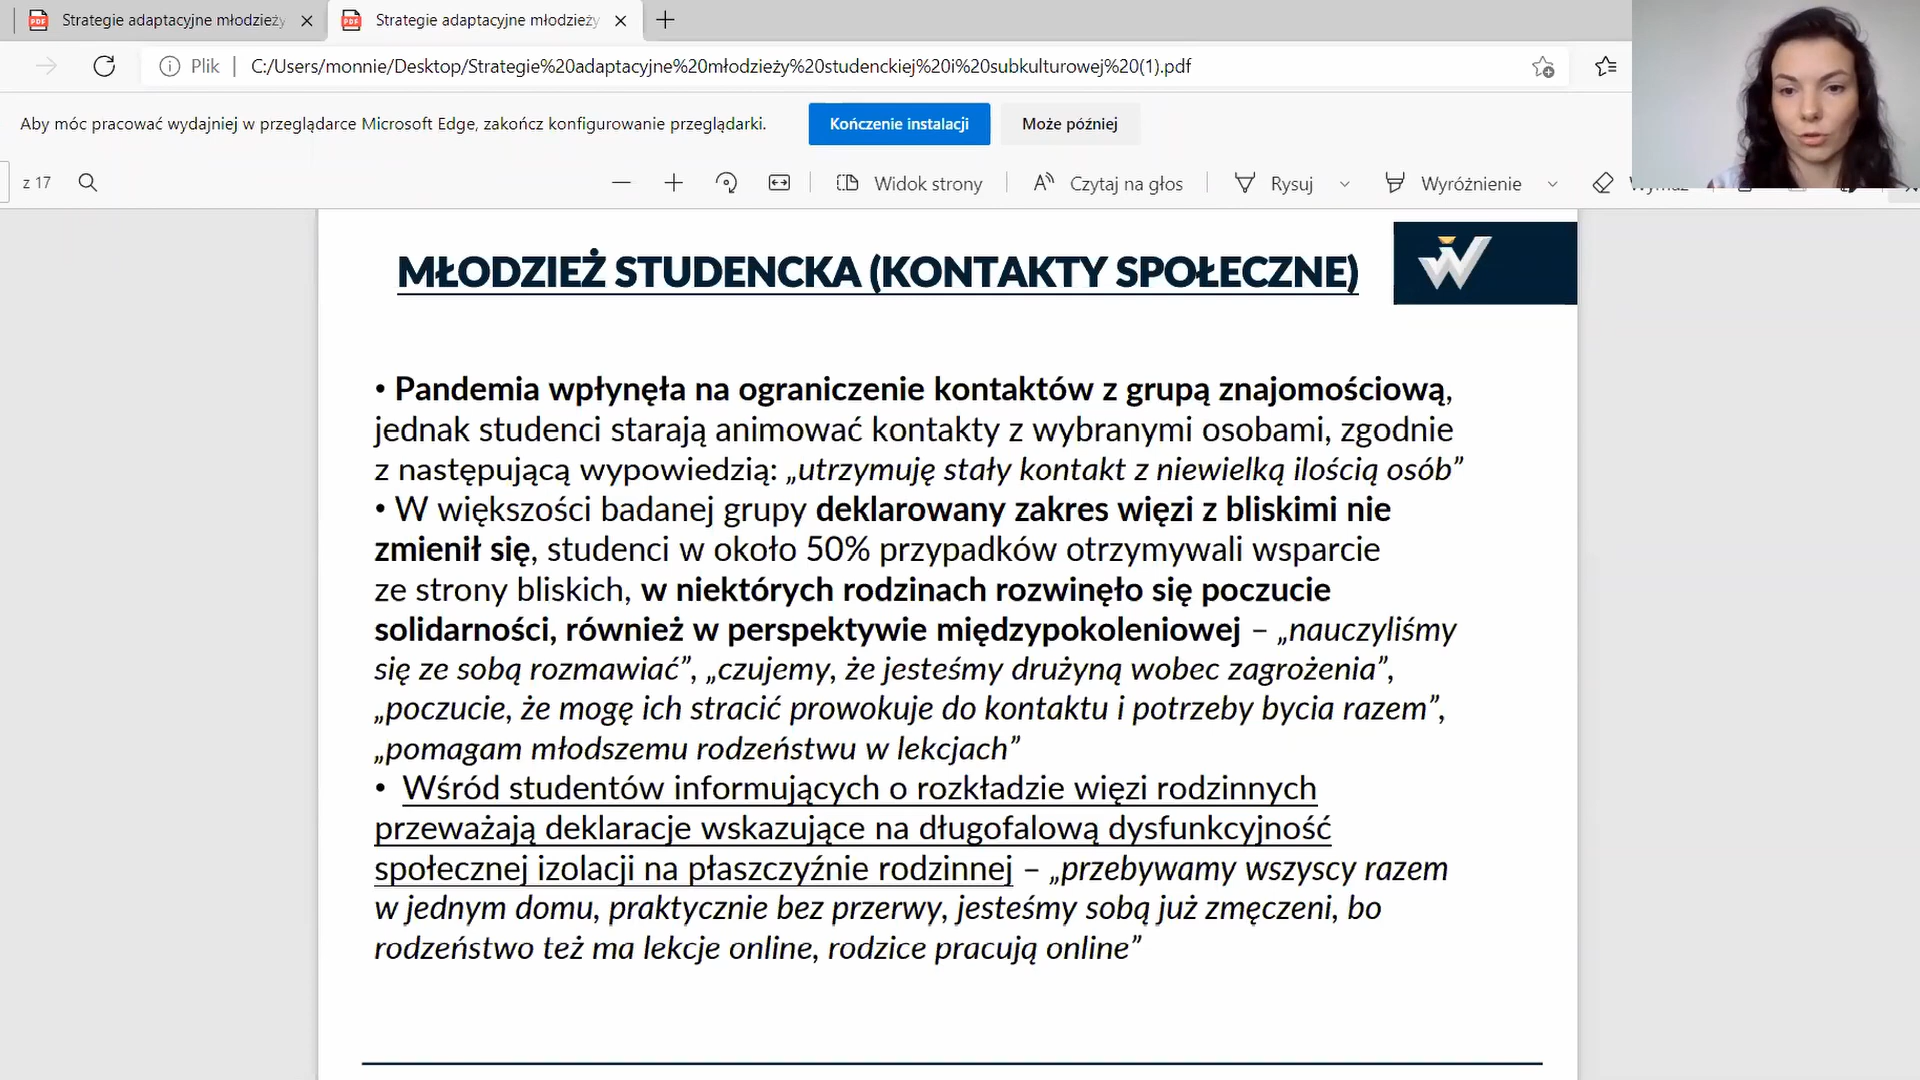 Strategie adaptacyjne młodzieży
Strategie adaptacyjne młodzieży
Plik
C:/Users/monnie/Desktop/Strategie%20adaptacyjne%20młodzieży%20studenckiej%20i%20subkulturowej%20(1).pdf
Aby móc pracować wydajniej w przeglądarce Microsoft Edge, zakończ konfigurowanie przeglądarki.
Kończenie instalacji
Może później
z 17
Widok strony
Czytaj na głos
Rysuj
Wyróżnienie
MŁODZIEŻ STUDENCKA (KONTAKTY SPOŁECZNE)
• Pandemia wpłynęła na ograniczenie kontaktów z grupą znajomościową,
jednak studenci starają animować kontakty z wybranymi osobami, zgodnie
z następującą wypowiedzią: „utrzymuję stały kontakt z niewielką ilością osób”
• W większości badanej grupy deklarowany zakres więzi z bliskimi nie
zmienił się, studenci w około 50% przypadków otrzymywali wsparcie
ze strony bliskich, w niektórych rodzinach rozwinęło się poczucie
solidarności, również w perspektywie międzypokoleniowej – „nauczyliśmy
się ze sobą rozmawiać”, „czujemy, że jesteśmy drużyną wobec zagrożenia”,
„poczucie, że mogę ich stracić prowokuje do kontaktu i potrzeby bycia razem”,
„pomagam młodszemu rodzeństwu w lekcjach”
• Wśród studentów informujących o rozkładzie więzi rodzinnych
przeważają deklaracje wskazujące na długofalową dysfunkcyjność
społecznej izolacji na płaszczyźnie rodzinnej – „przebywamy wszyscy razem
w jednym domu, praktycznie bez przerwy, jesteśmy sobą już zmęczeni, bo
rodzeństwo też ma lekcje online, rodzice pracują online”